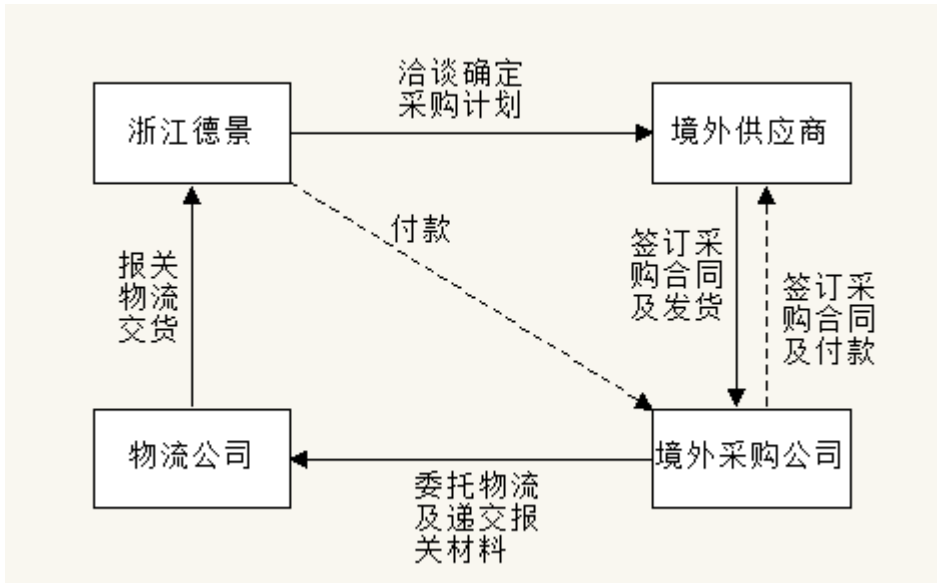 洽谈确定
采购计划
浙江德景
境外供应商
付款
报关
物流
交货
签订采
购合同
及发货
签订采
购合同
及付款
物流公司
境外采购公司
委托物流
及递交报
关材料